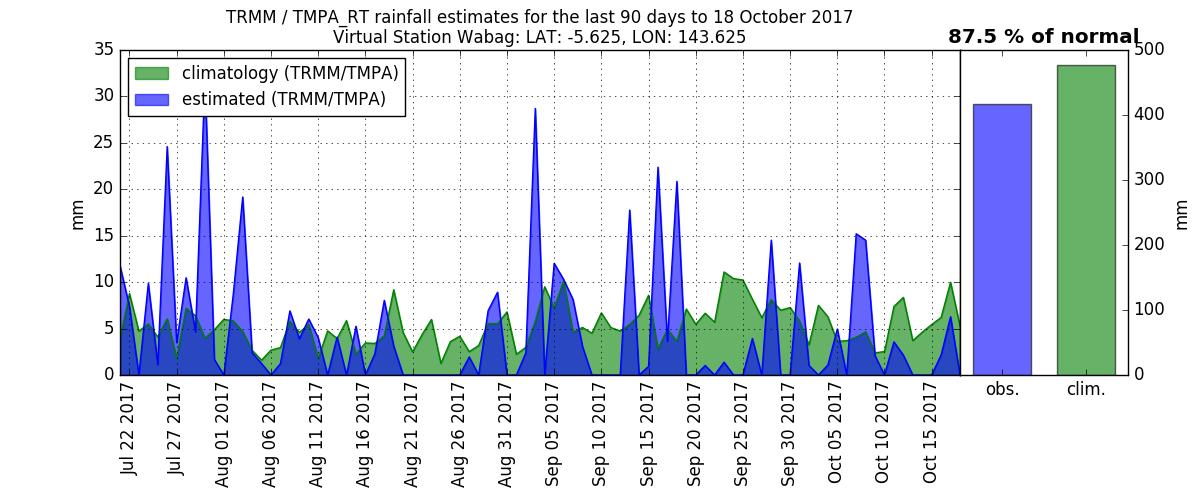 TRMM / TMPA_RT rainfall estimates for the last 90 days to 18 October 2017
Virtual Station Wabag: LAT: -5.625, LON: 143.625
87.5 % of normal
climatology (TRMM/TMPA)
estimated (TRMM/TMPA)
35
30
25
20
15
10
5
0
mm
Jul 22 2017
Jul 27 2017
Aug 01 2017
Aug 06 2017
Aug 11 2017
Aug 16 2017
Aug 21 2017
Aug 26 2017
Aug 31 2017
Sep 05 2017
Sep 10 2017
Sep 15 2017
Sep 20 2017
Sep 25 2017
Sep 30 2017
Oct 05 2017
Oct 10 2017
Oct 15 2017
obs.
clim.
500
400
300
200
100
0
mm